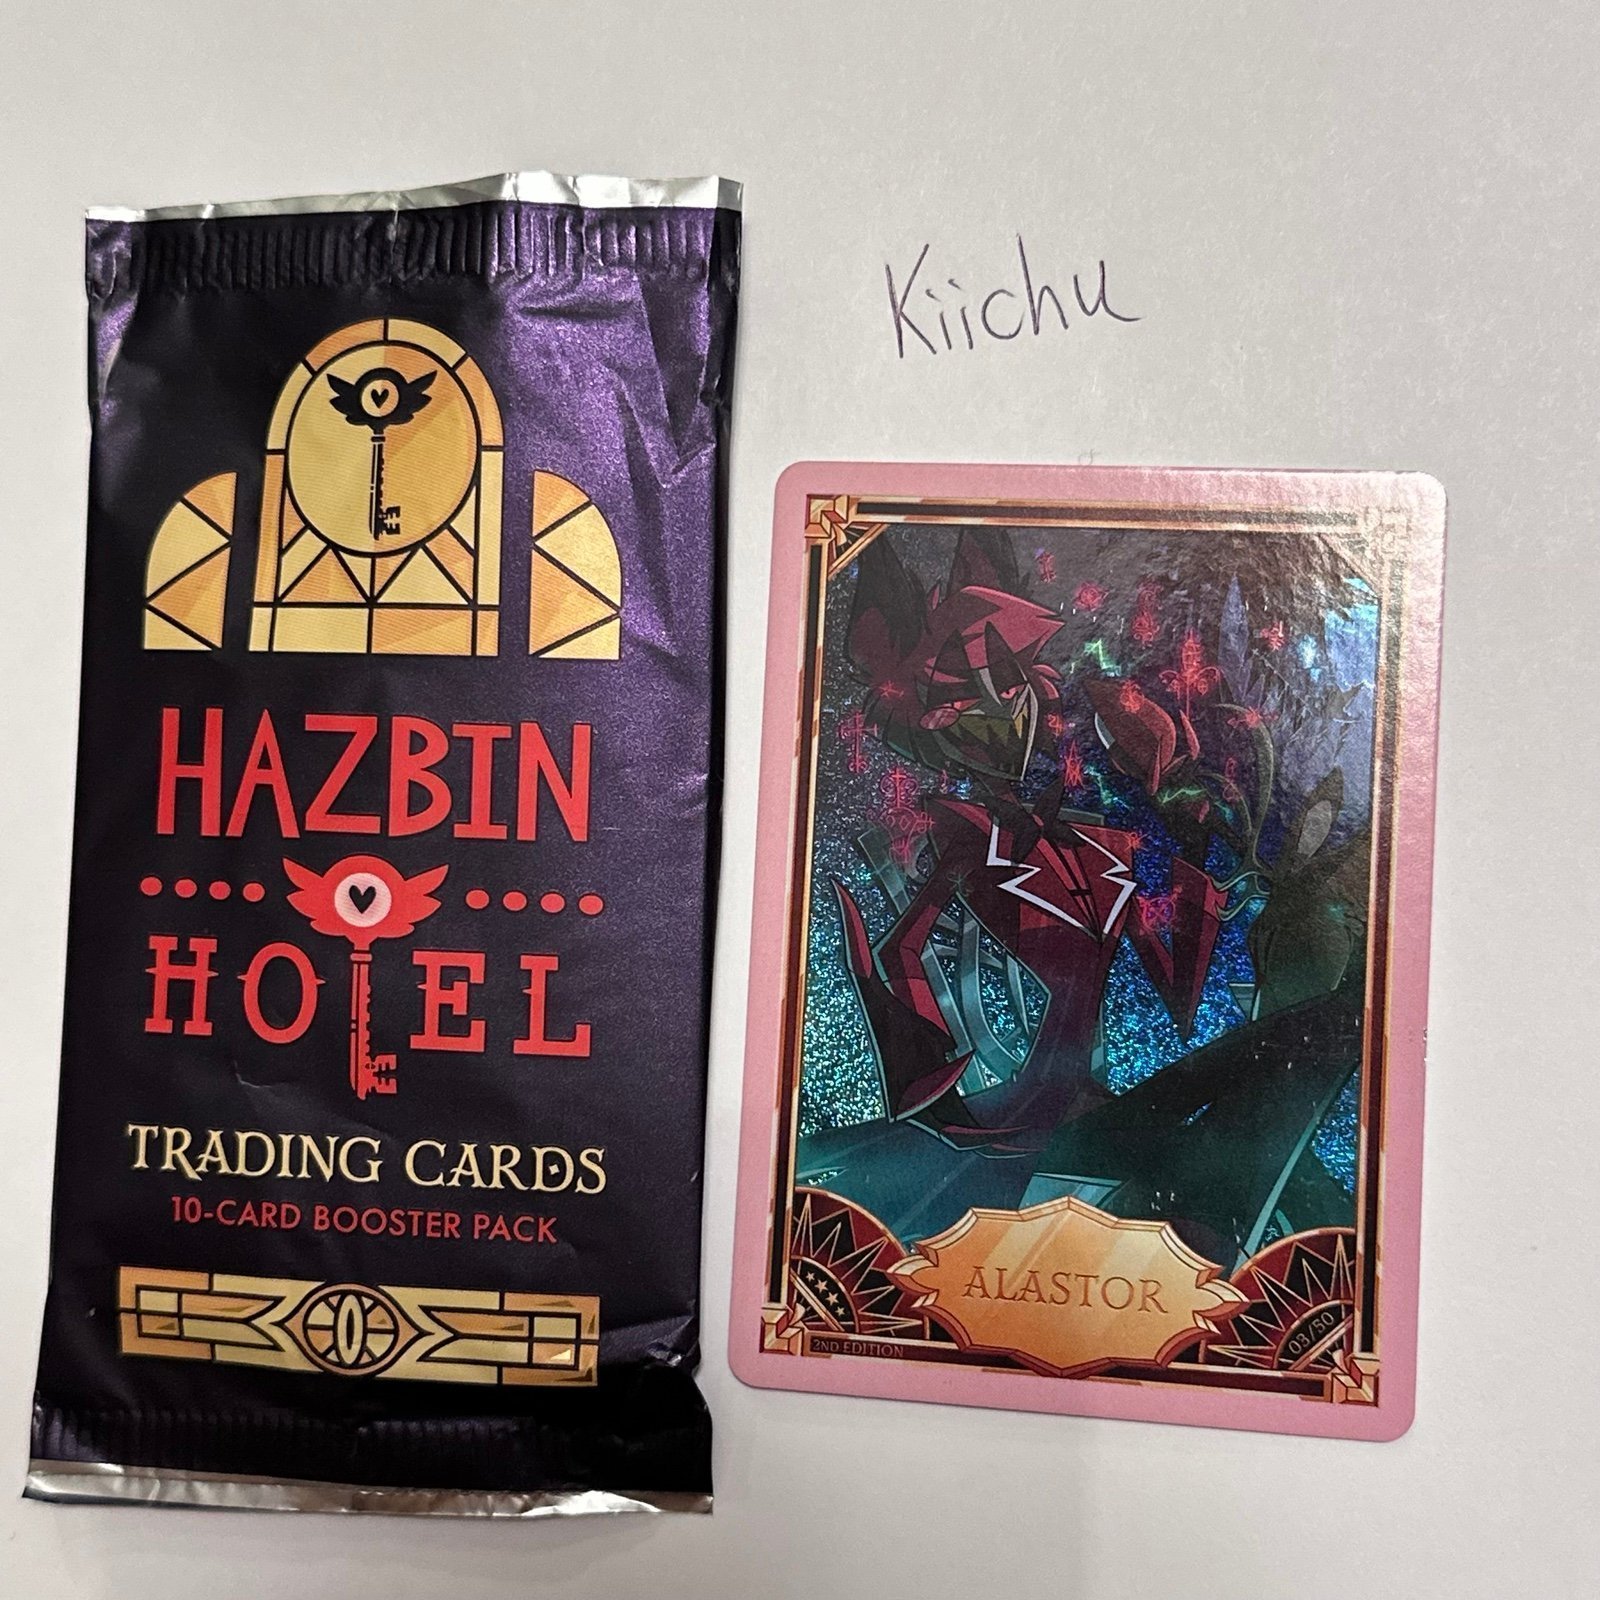 HAZBIN
HOTEL
TRADING CARDS
10-CARD BOOSTER PACK
Kiichu
ALASTOR
2ND EDITION
03/50